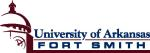 University of Arkansas
FORT SMITH